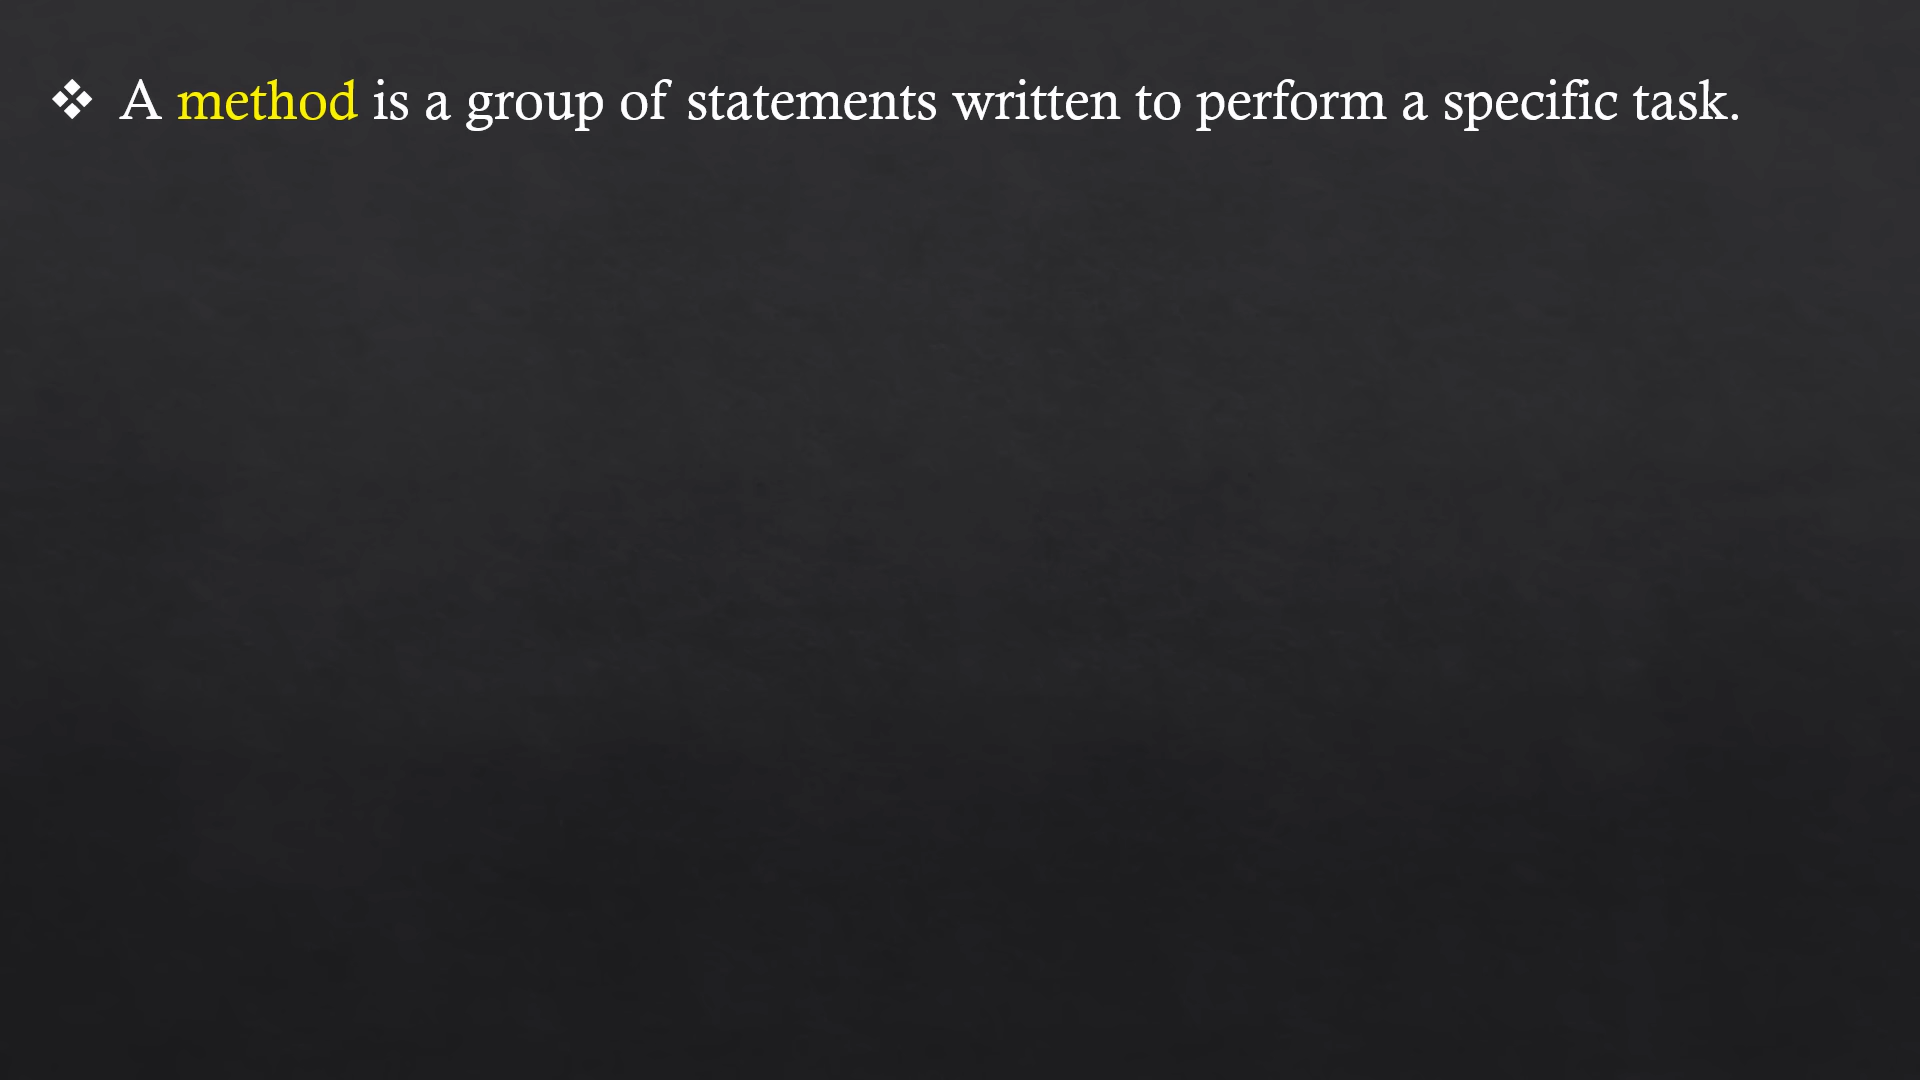 ❖ A method is a group of statements written to perform a specific task.